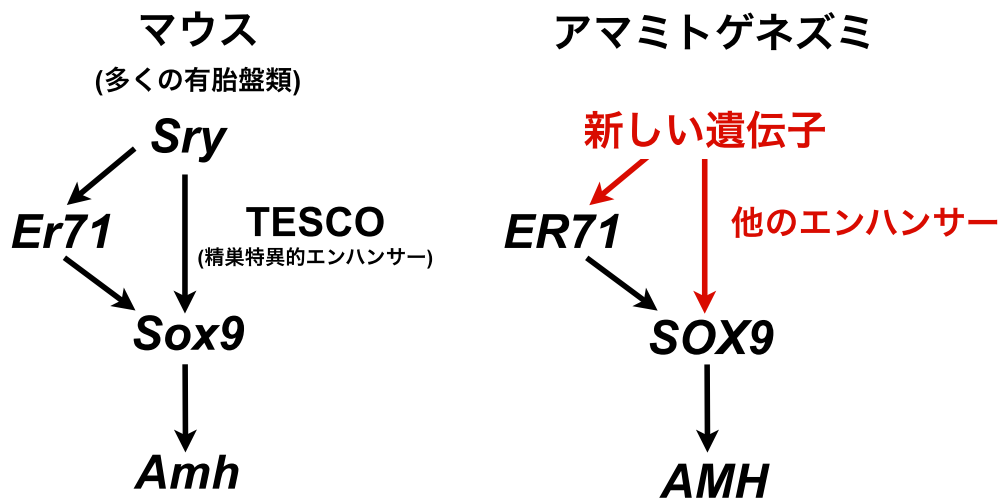 マウス
(多くの有胎盤類)
Sry
Er71
TESCO
(精巣特異的エンハンサー)
Sox9
Amh
アマミトゲネズミ
新しい遺伝子
ER71
他のエンハンサー
SOX9
AMH